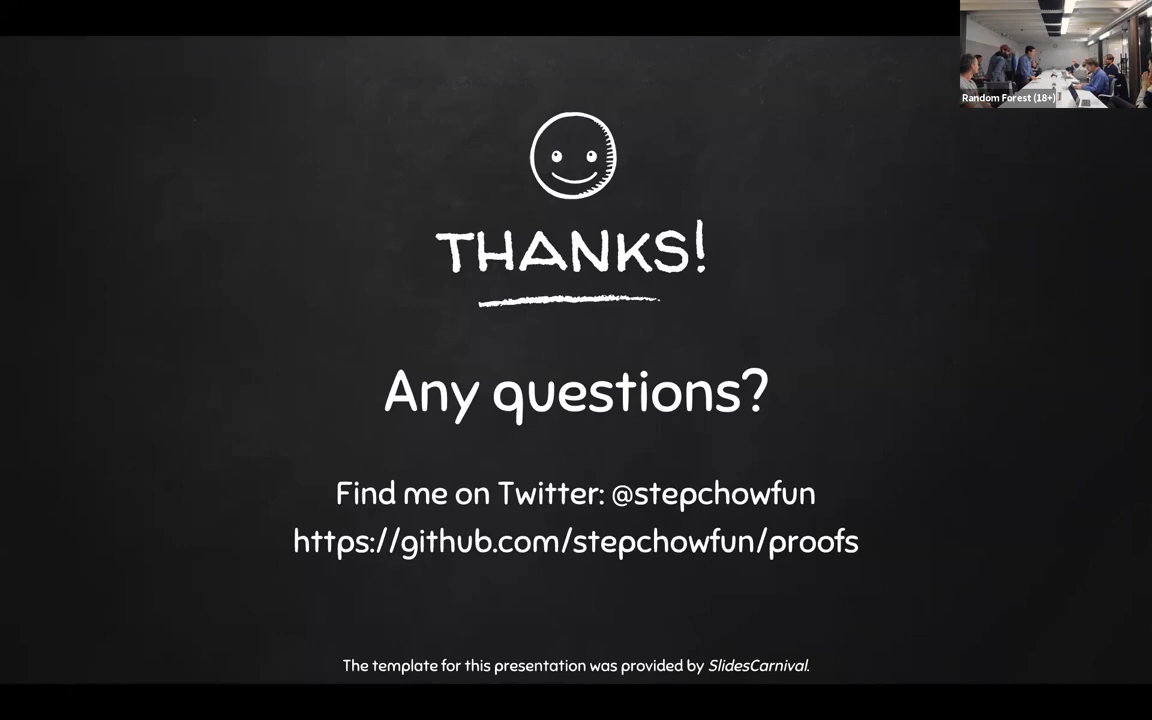 Random Forest (18+)
THANKS!
Any questions?
Find me on Twitter: @stepchowfun
https://github.com/stepchowfun/proofs
The template for this presentation was provided by SlidesCarnival.